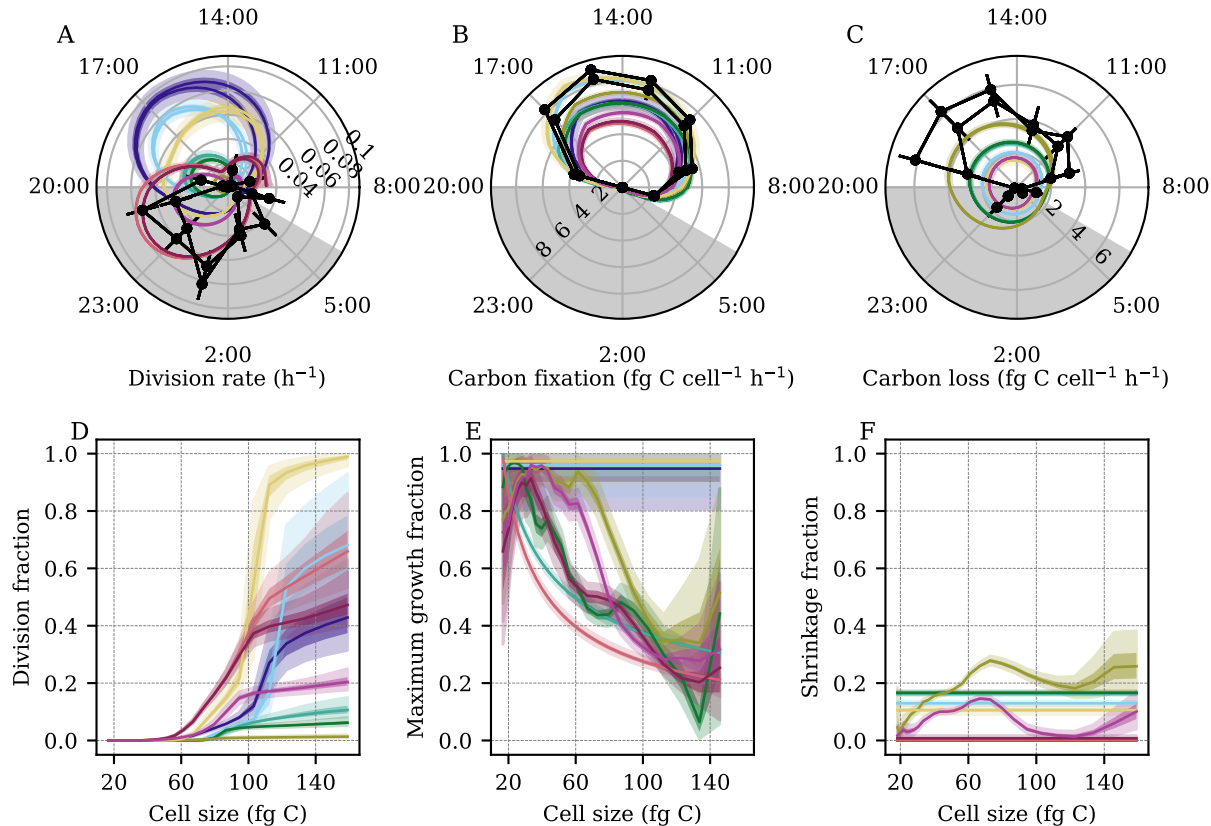 14:00 14:00 14:00
A B C
17:00 11:00 17:00 11:00 17:00 11:00
0.1
0.08
0.06
0.04
20:00 8:00 20:00 8:00 20:00 8:00
2 4 6 8
2 4 6
23:00 5:00 23:00 5:00 23:00 5:00
2:00 2:00 2:00
Division rate (h⁻¹) Carbon fixation (fg C cell⁻¹ h⁻¹) Carbon loss (fg C cell⁻¹ h⁻¹)
D E F
1.0 1.0 1.0
0.8 0.8 0.8
0.6 0.6 0.6
0.4 0.4 0.4
0.2 0.2 0.2
0.0 0.0 0.0
Division fraction
Maximum growth fraction
Shrinkage fraction
20 60 100 140 20 60 100 140 20 60 100 140
Cell size (fg C) Cell size (fg C) Cell size (fg C)